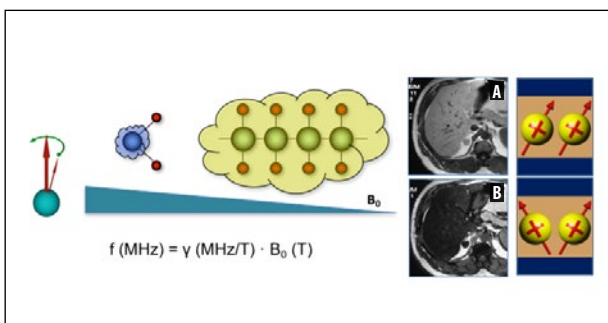 A
B
B₀
f (MHz) = γ (MHz/T) · B₀ (T)